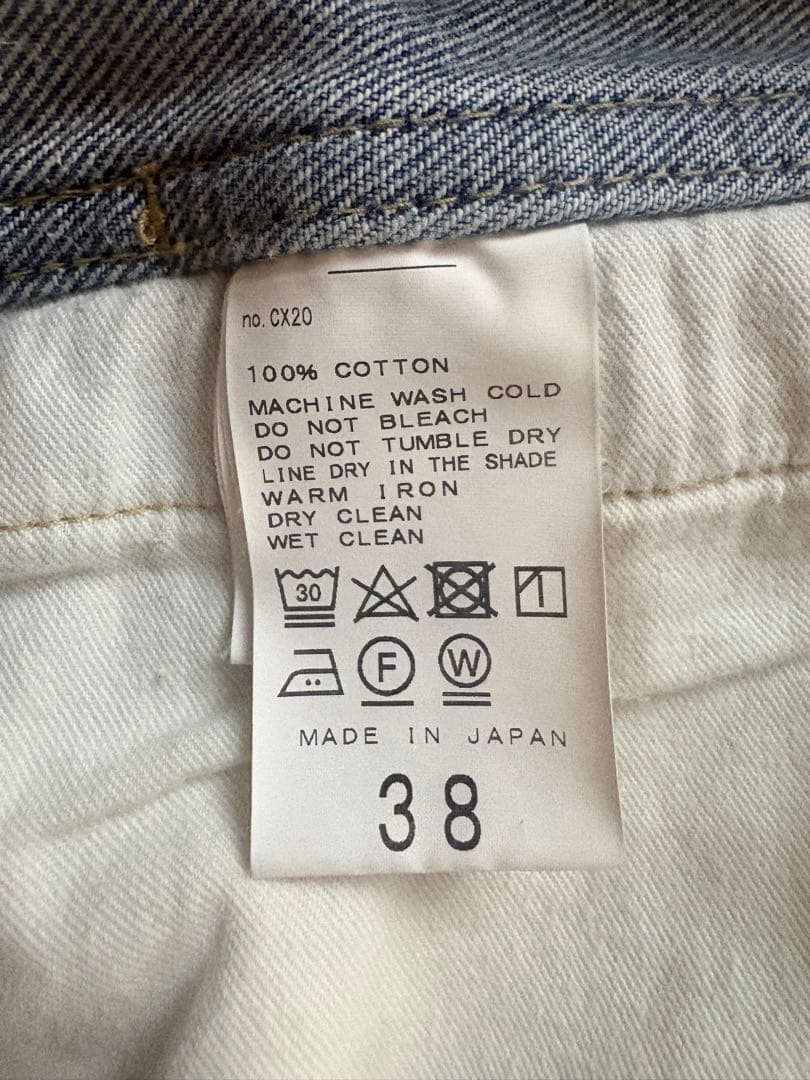 no. CX20
100% COTTON
MACHINE WASH COLD
DO NOT BLEACH
DO NOT TUMBLE DRY
LINE DRY IN THE SHADE
WARM IRON
DRY CLEAN
WET CLEAN
30
F W
MADE IN JAPAN
38